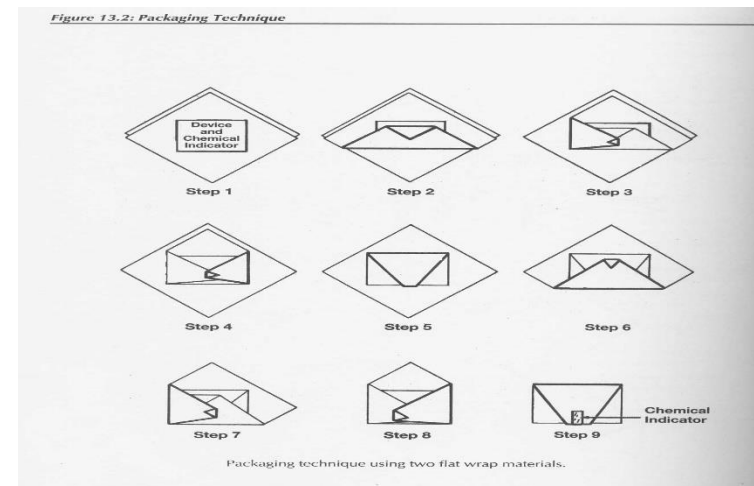 Figure 13.2: Packaging Technique
Device
and
Chemical
Indicator
Step 1
Step 2
Step 3
Step 4
Step 5
Step 6
Step 7
Step 8
Step 9
Chemical
Indicator
Packaging technique using two flat wrap materials.